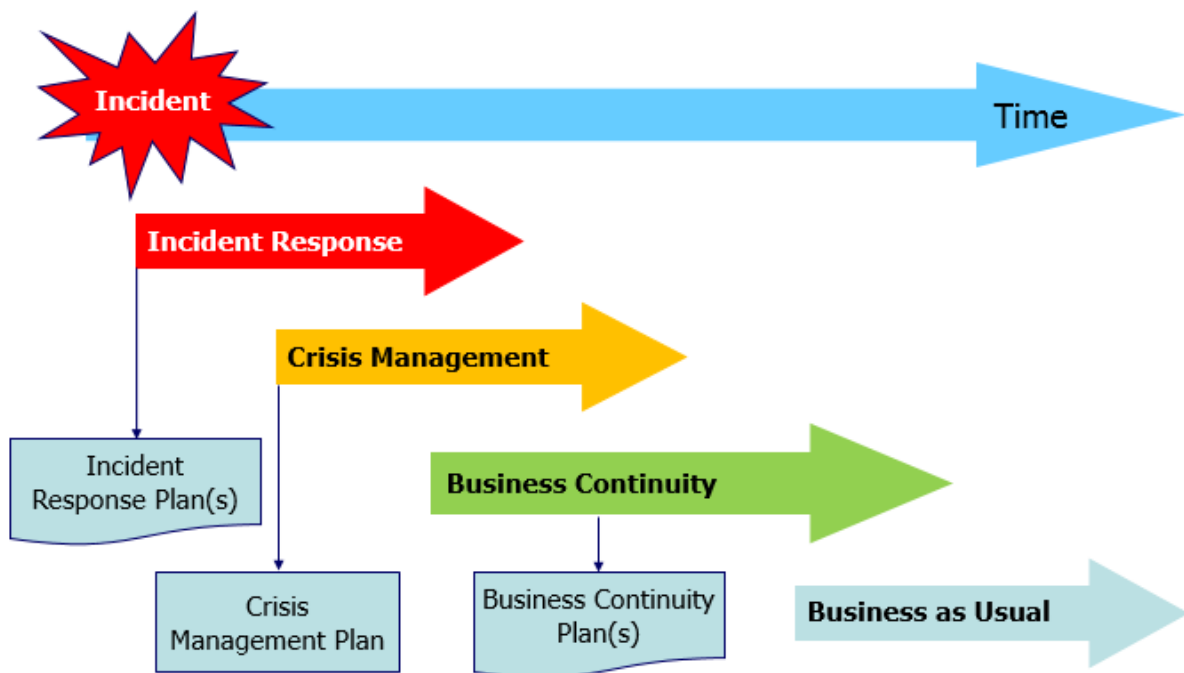 Incident
Time
Incident Response
Crisis Management
Incident
Response Plan(s)
Business Continuity
Crisis
Management Plan
Business Continuity
Plan(s)
Business as Usual